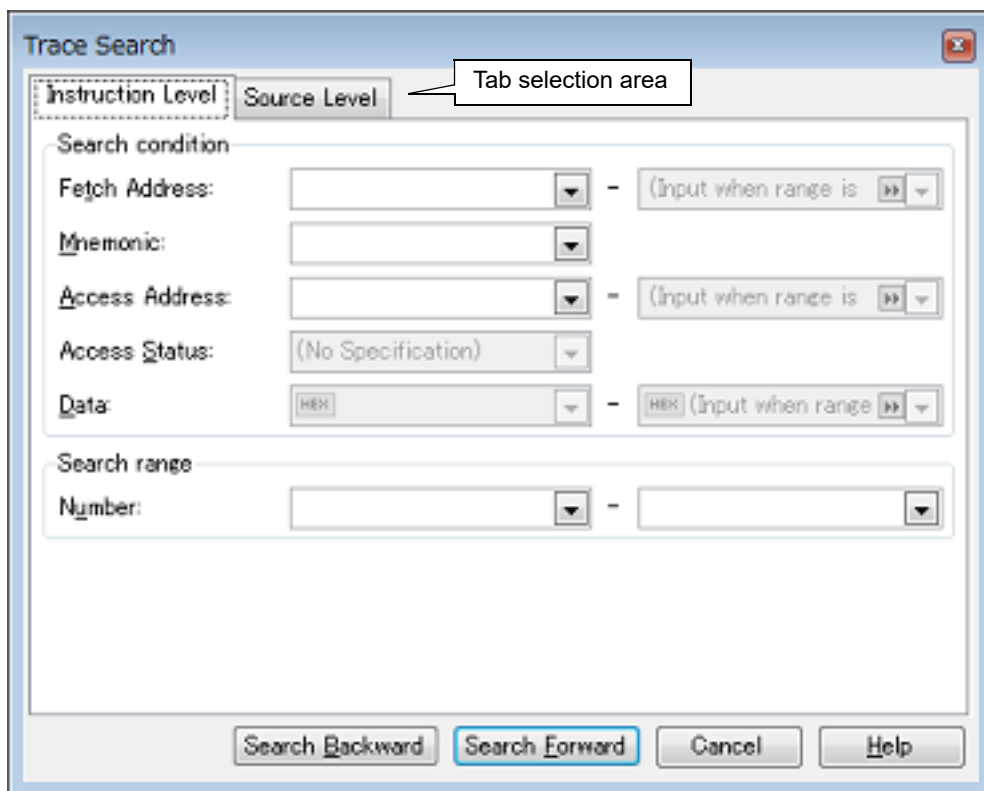 Trace Search
Instruction Level Source Level Tab selection area
Search condition
Fetch Address: - (Input when range is
Mnemonic:
Access Address: - (Input when range is
Access Status: (No Specification)
Data: HEX - HEX (Input when range
Search range
Number: -
Search Backward Search Forward Cancel Help